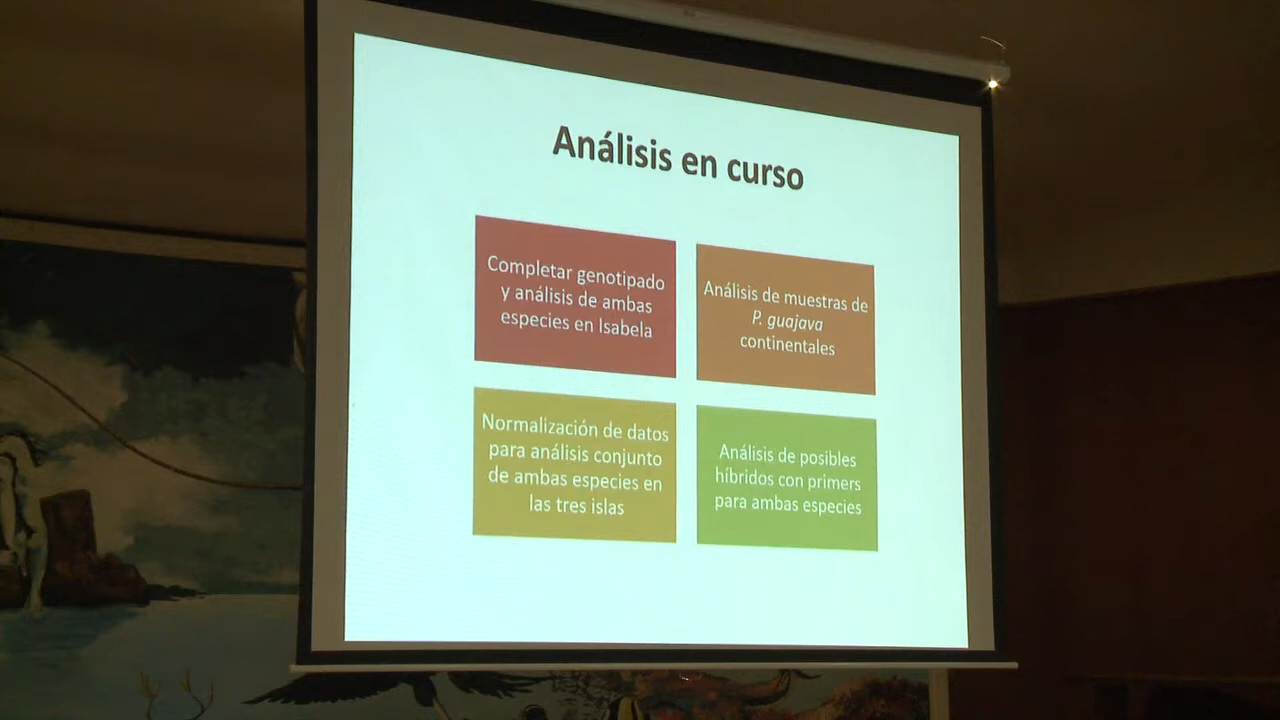 Análisis en curso
Completar genotipado
y análisis de ambas
especies en Isabela
Análisis de muestras de
P. guajava
continentales
Normalización de datos
para análisis conjunto
de ambas especies en
las tres islas
Análisis de posibles
híbridos con primers
para ambas especies